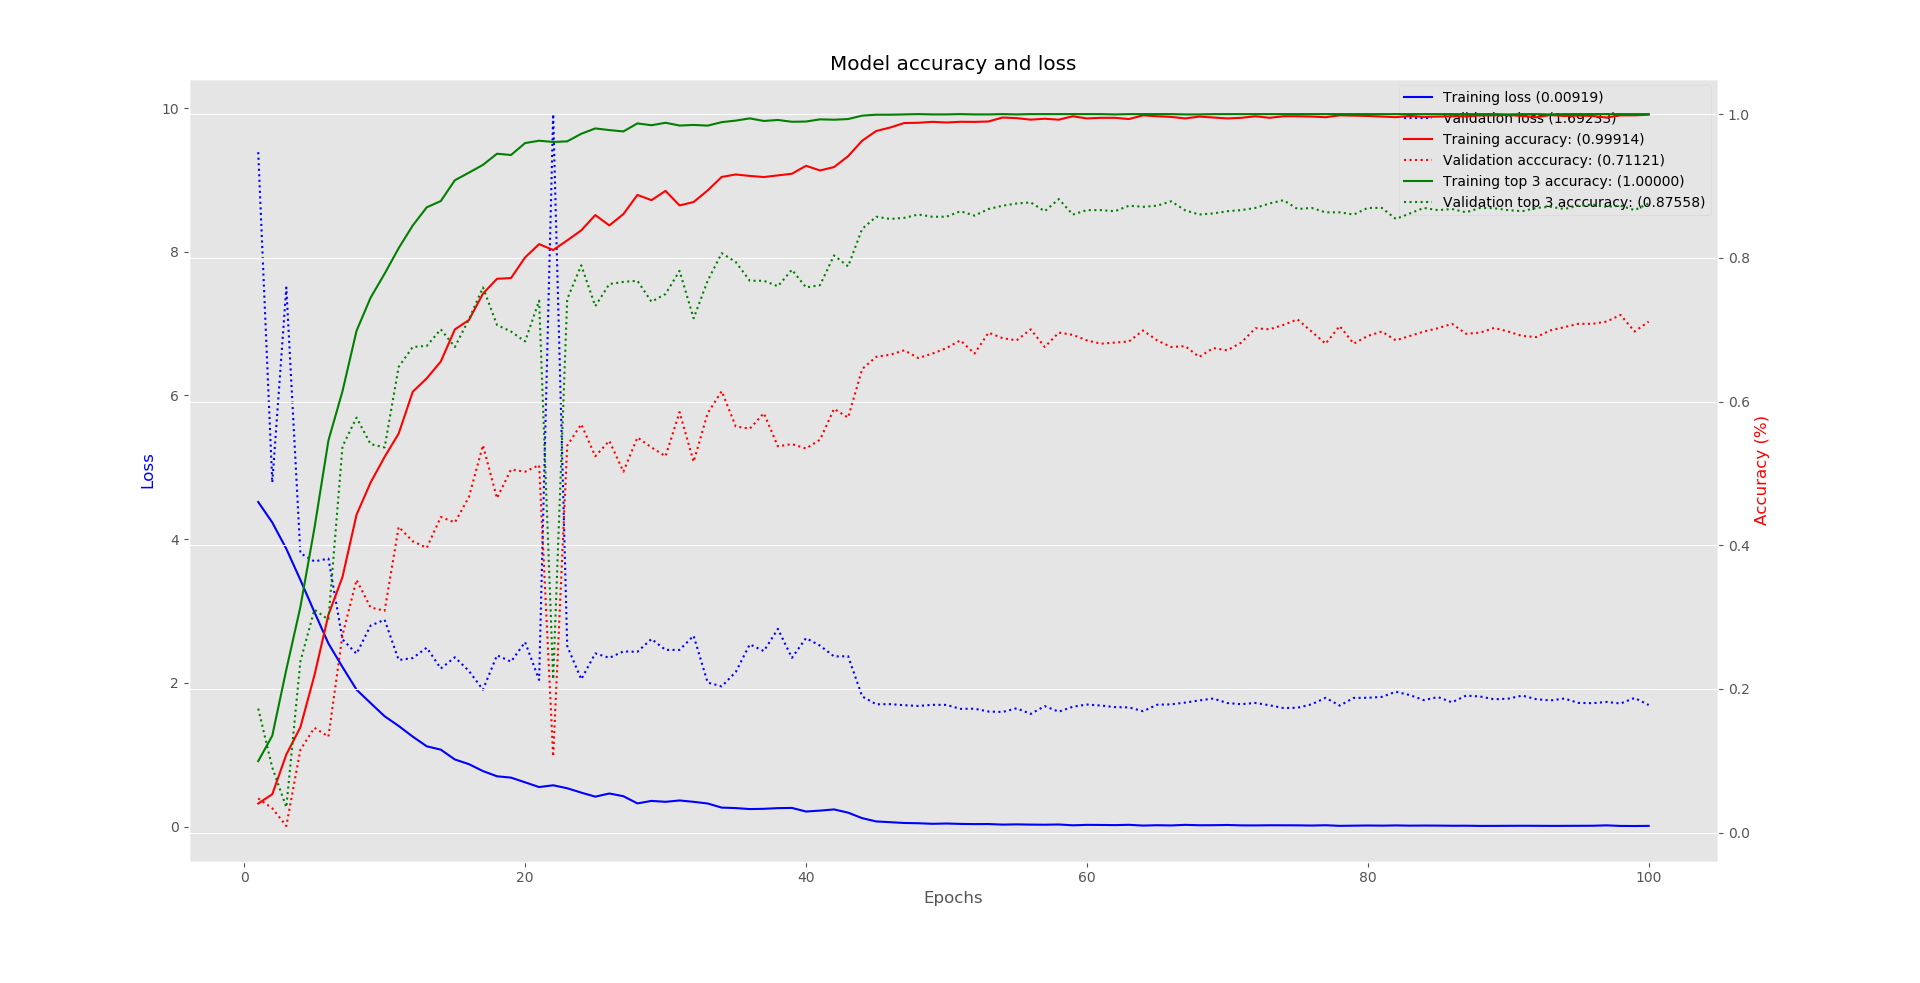 Model accuracy and loss
10
8
6
4
2
0
Loss
Training loss (0.00919)
Validation loss (1.69233)
Training accuracy: (0.99914)
Validation acccuracy: (0.71121)
Training top 3 accuracy: (1.00000)
Validation top 3 accuracy: (0.87558)
1.0
0.8
0.6
0.4
0.2
0.0
Accuracy (%)
0 20 40 60 80 100
Epochs